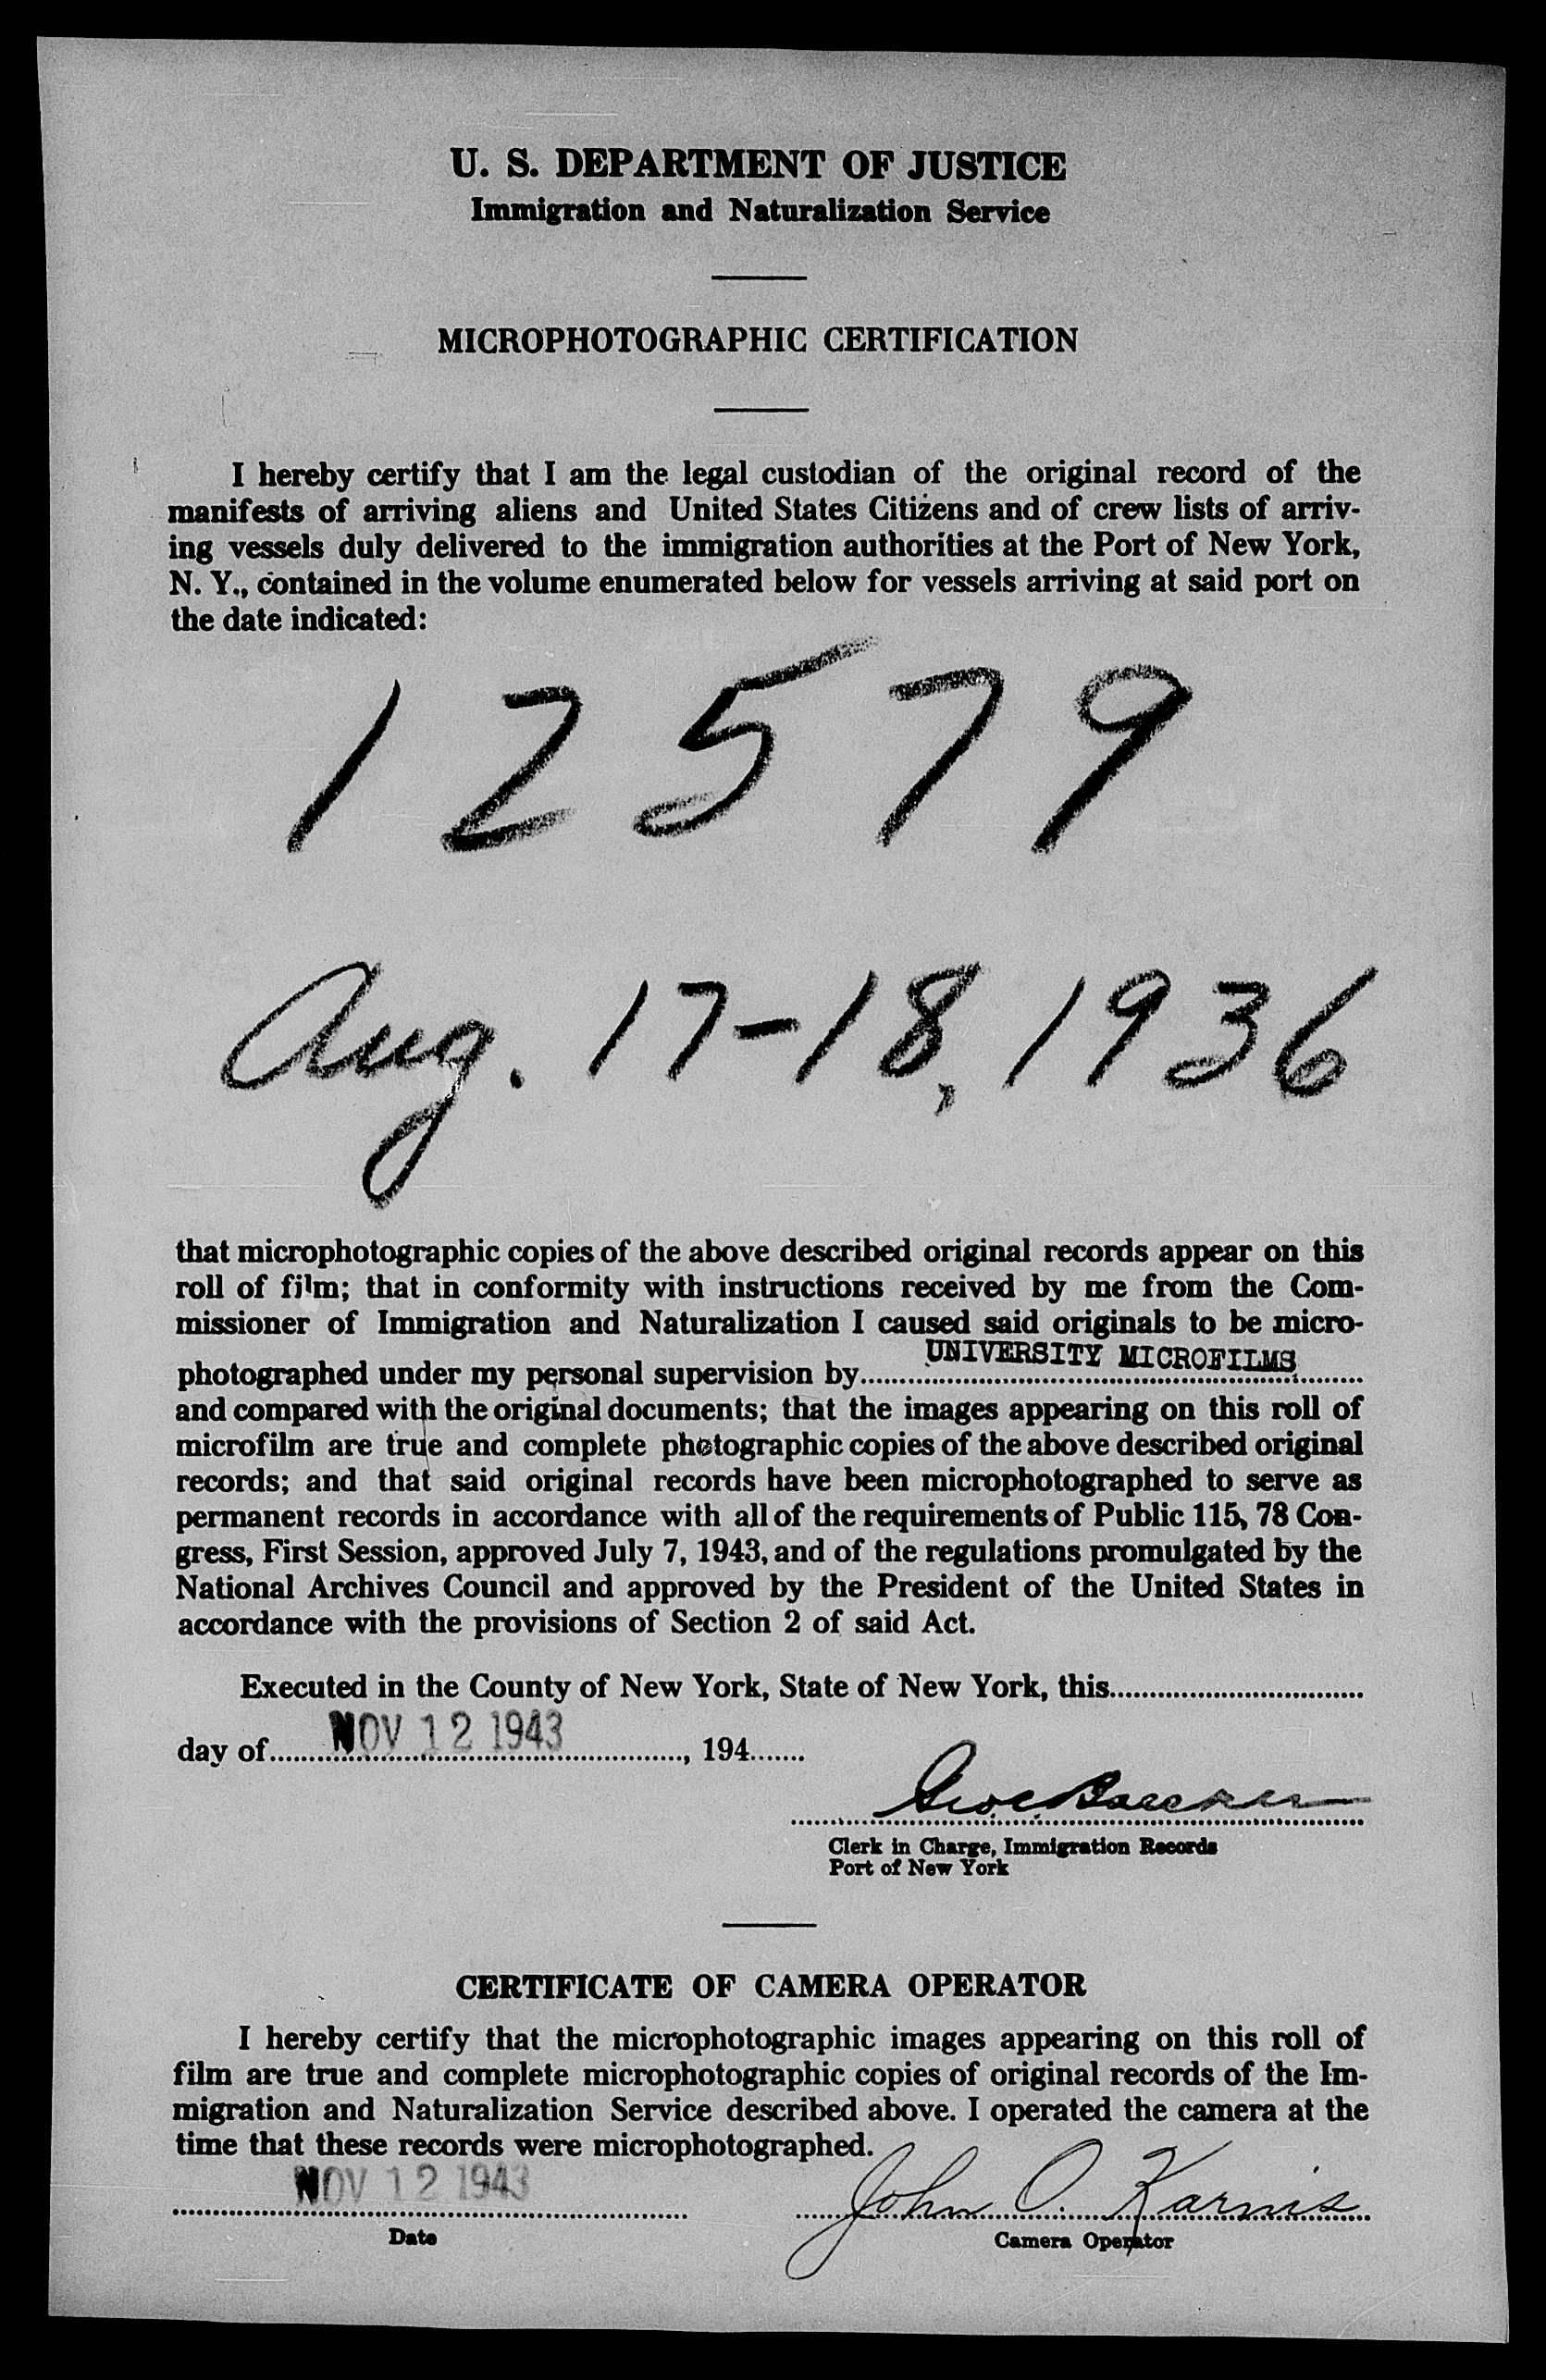 U. S. DEPARTMENT OF JUSTICE
Immigration and Naturalization Service
MICROPHOTOGRAPHIC CERTIFICATION
I hereby certify that I am the legal custodian of the original record of the
manifests of arriving aliens and United States Citizens and of crew lists of arriv-
ing vessels duly delivered to the immigration authorities at the Port of New York,
N. Y., contained in the volume enumerated below for vessels arriving at said port on
the date indicated:
12579
Aug. 17-18, 1936
that microphotographic copies of the above described original records appear on this
roll of film; that in conformity with instructions received by me from the Com-
missioner of Immigration and Naturalization I caused said originals to be micro-
photographed under my personal supervision by UNIVERSITY MICROFILMS
and compared with the original documents; that the images appearing on this roll of
microfilm are true and complete photographic copies of the above described original
records; and that said original records have been microphotographed to serve as
permanent records in accordance with all of the requirements of Public 115, 78 Con-
gress, First Session, approved July 7, 1943, and of the regulations promulgated by the
National Archives Council and approved by the President of the United States in
accordance with the provisions of Section 2 of said Act.
Executed in the County of New York, State of New York, this
day of NOV 12 1943, 194
Clerk in Charge, Immigration Records
Port of New York
CERTIFICATE OF CAMERA OPERATOR
I hereby certify that the microphotographic images appearing on this roll of
film are true and complete microphotographic copies of original records of the Im-
migration and Naturalization Service described above. I operated the camera at the
time that these records were microphotographed.
NOV 12 1943 John O. Karnis
Date Camera Operator